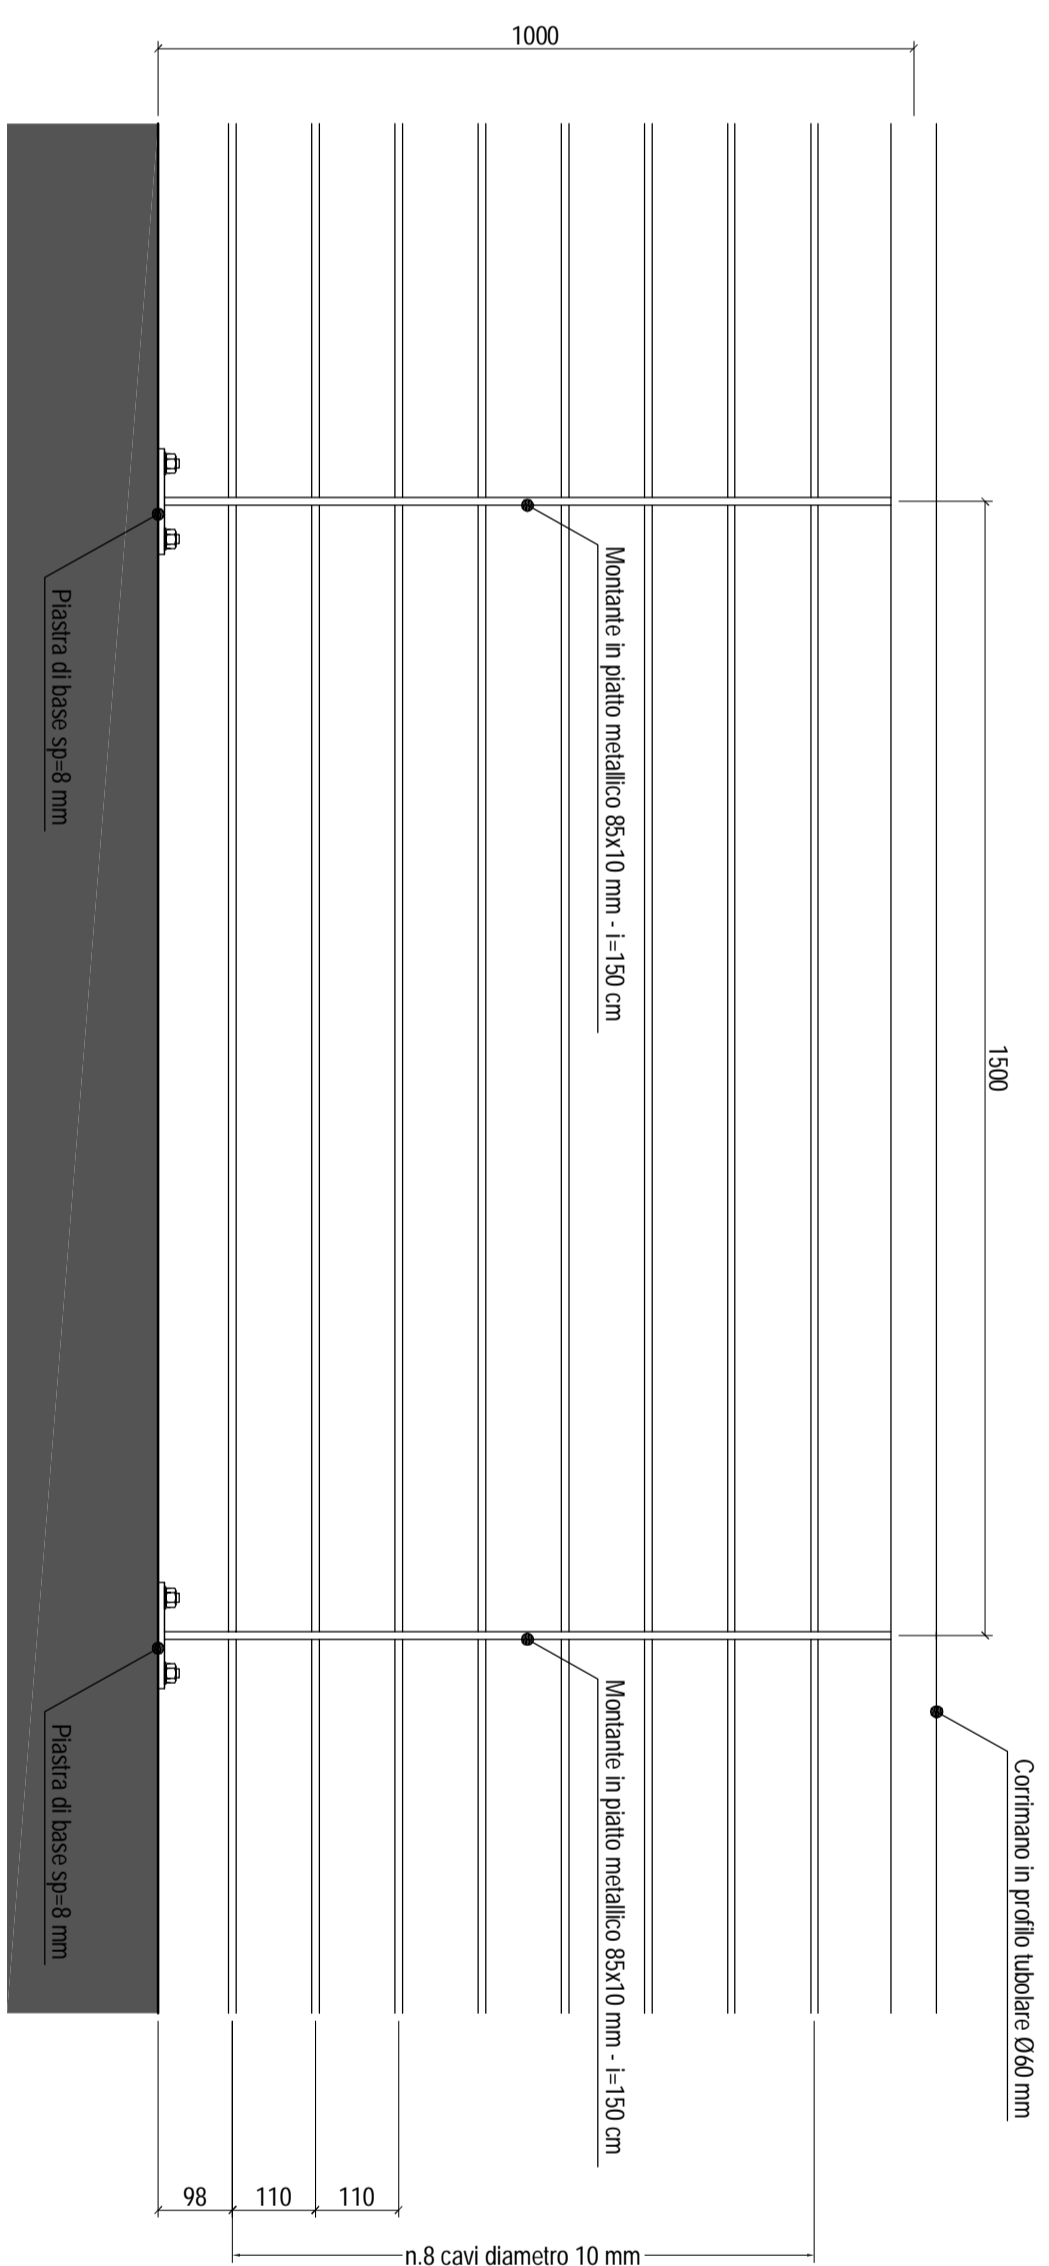 1000
Montante in piatto metallico 85x10 mm - i=150 cm
Piastra di base sp=8 mm
1500
Corrimano in profilo tubolare Ø60 mm
Montante in piatto metallico 85x10 mm - i=150 cm
Piastra di base sp=8 mm
98
110
110
n.8 cavi diametro 10 mm